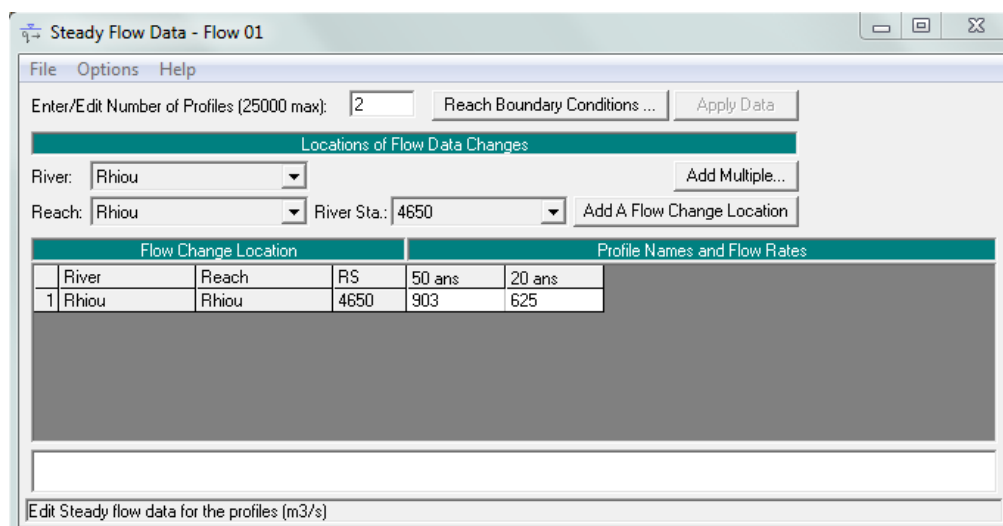 Steady Flow Data - Flow 01
File Options Help
Enter/Edit Number of Profiles (25000 max): 2 Reach Boundary Conditions ... Apply Data
Locations of Flow Data Changes
River: Rhiou Add Multiple...
Reach: Rhiou River Sta.: 4650 Add A Flow Change Location
Flow Change Location Profile Names and Flow Rates
River Reach RS 50 ans 20 ans
1 Rhiou Rhiou 4650 903 625
Edit Steady flow data for the profiles (m3/s)